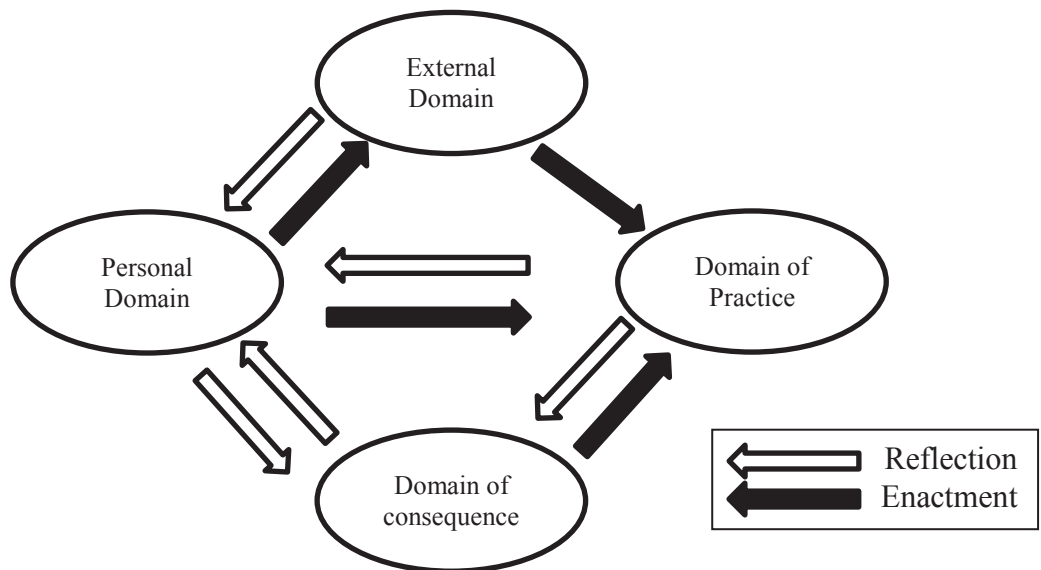 External
Domain
Personal
Domain
Domain of
Practice
Domain of
consequence
Reflection
Enactment